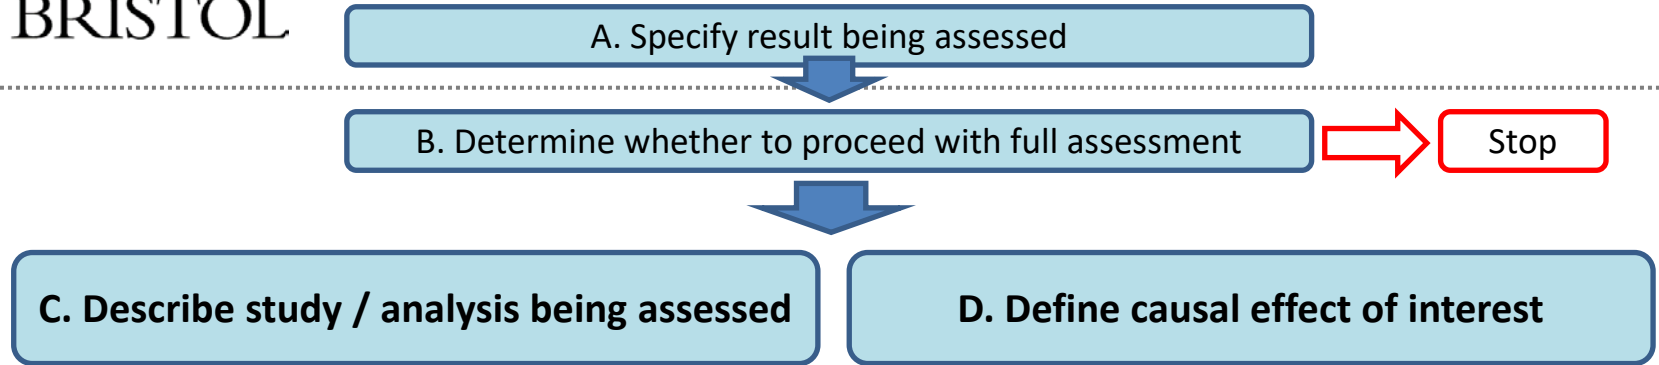 BRISTOL
A. Specify result being assessed
B. Determine whether to proceed with full assessment
Stop
C. Describe study / analysis being assessed
D. Define causal effect of interest